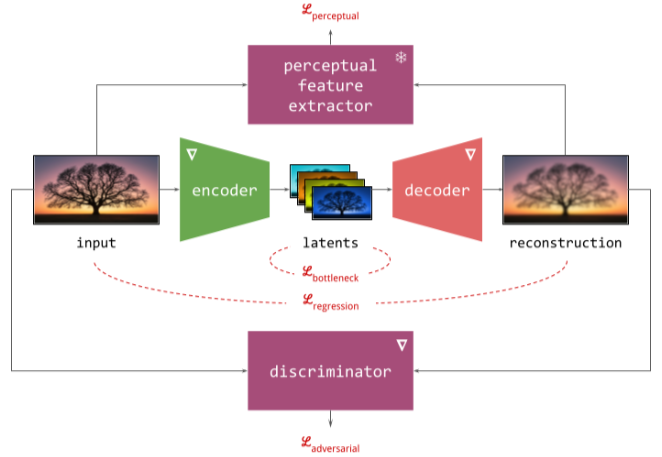 ℒperceptual
perceptual
feature
extractor
encoder
decoder
input
latents
reconstruction
ℒbottleneck
ℒregression
discriminator
ℒadversarial